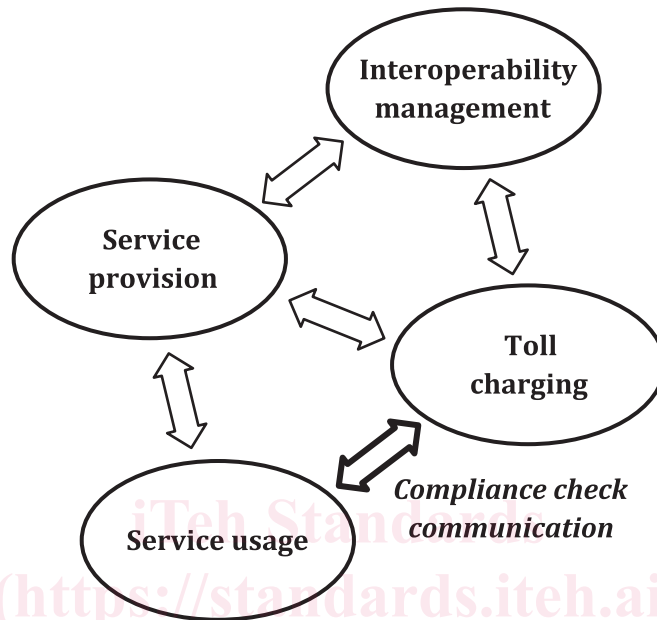 Interoperability
management
Service
provision
Toll
charging
Compliance check
communication
iTeh Standards
Service usage
(https://standards.iteh.ai